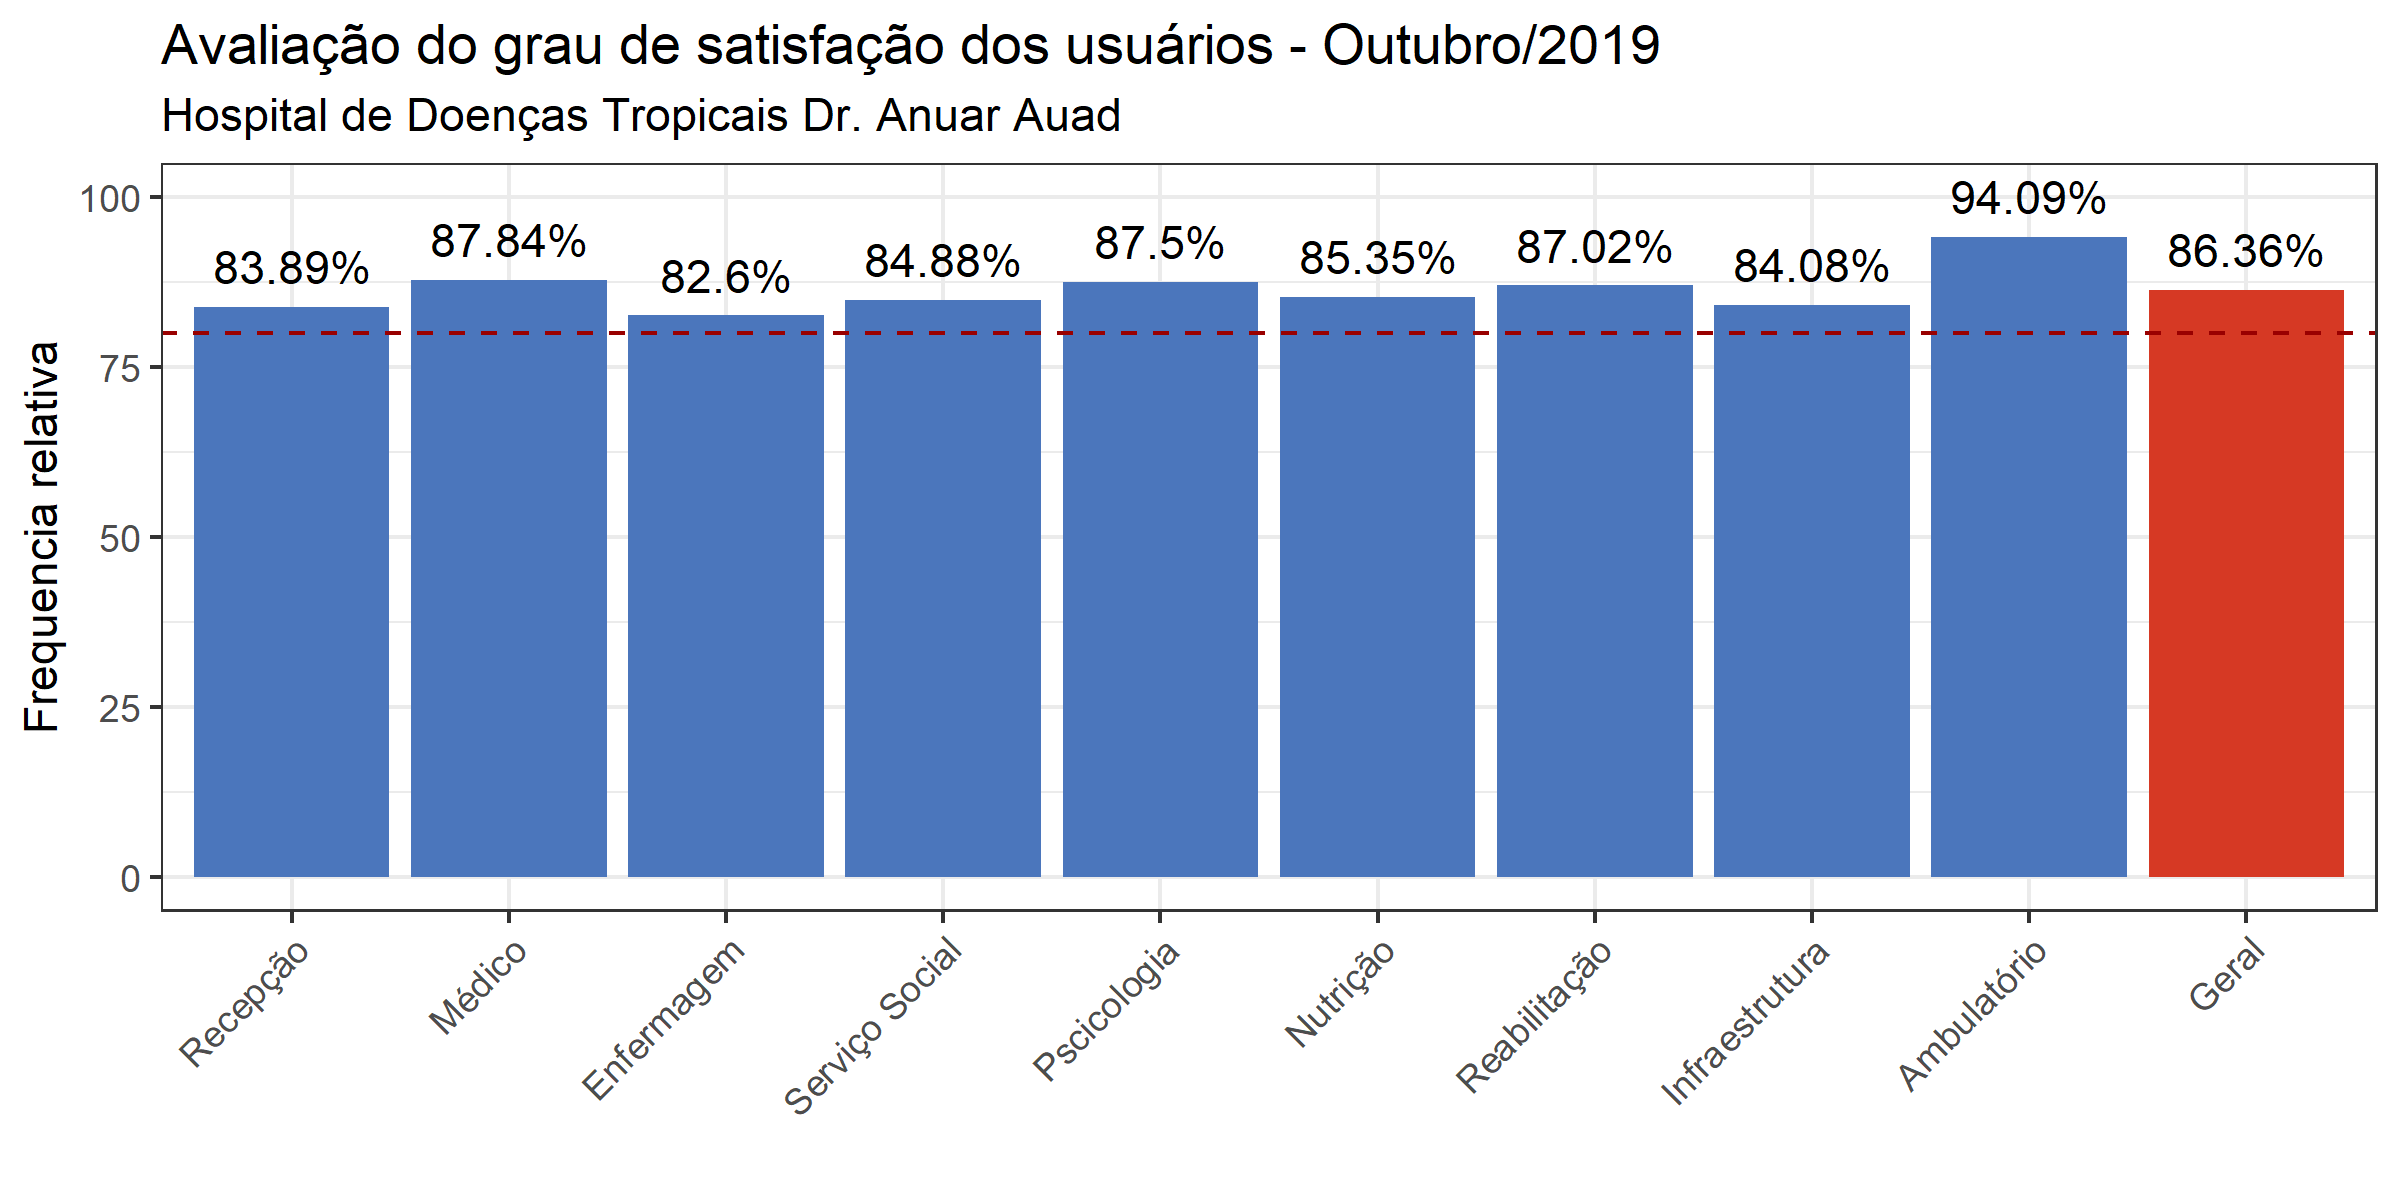 Avaliação do grau de satisfação dos usuários - Outubro/2019
Hospital de Doenças Tropicais Dr. Anuar Auad
Frequencia relativa
100
75
50
25
0
83.89%
87.84%
82.6%
84.88%
87.5%
85.35%
87.02%
84.08%
94.09%
86.36%
Recepção
Médico
Enfermagem
Serviço Social
Pscicologia
Nutrição
Reabilitação
Infraestrutura
Ambulatório
Geral